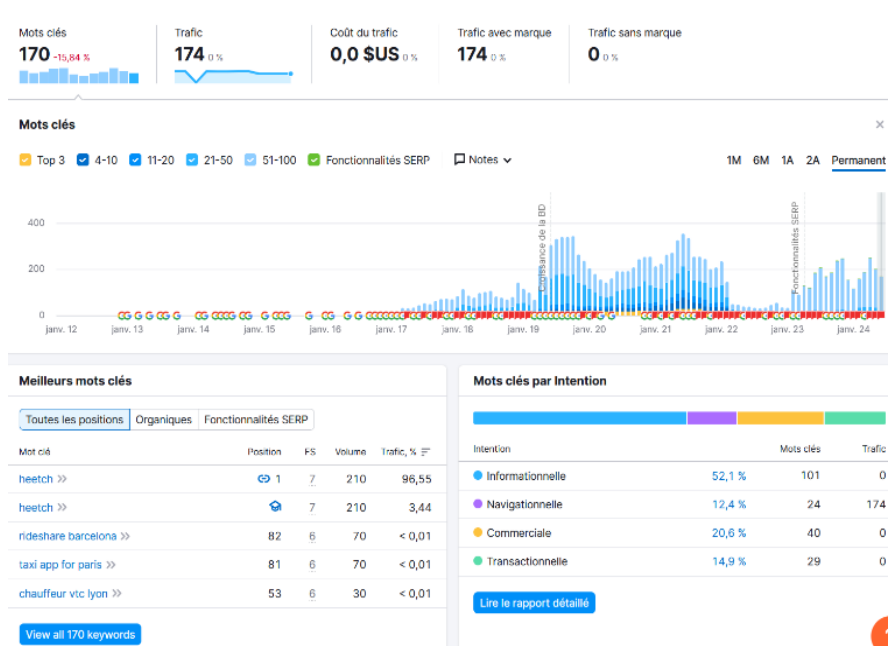 Mots clés Trafic Coût du trafic Trafic avec marque Trafic sans marque
170 -15,84 % 174 0 % 0,0 $US 0 % 174 0 % 0 0 %
Mots clés
Top 3 4-10 11-20 21-50 51-100 Fonctionnalités SERP Notes 1M 6M 1A 2A Permanent
400
200
0
Croissance de la BD
Fonctionnalités SERP
janv. 12 janv. 13 janv. 14 janv. 15 janv. 16 janv. 17 janv. 18 janv. 19 janv. 20 janv. 21 janv. 22 janv. 23 janv. 24
Meilleurs mots clés
Toutes les positions Organiques Fonctionnalités SERP
Mot clé Position FS Volume Trafic, %
heetch 1 7 210 96,55
heetch 7 210 3,44
rideshare barcelona 82 6 70 < 0,01
taxi app for paris 81 6 70 < 0,01
chauffeur vtc lyon 53 6 30 < 0,01
View all 170 keywords
Mots clés par Intention
Intention Mots clés Trafic
Informationnelle 52,1 % 101 0
Navigationnelle 12,4 % 24 174
Commerciale 20,6 % 40 0
Transactionnelle 14,9 % 29 0
Lire le rapport détaillé